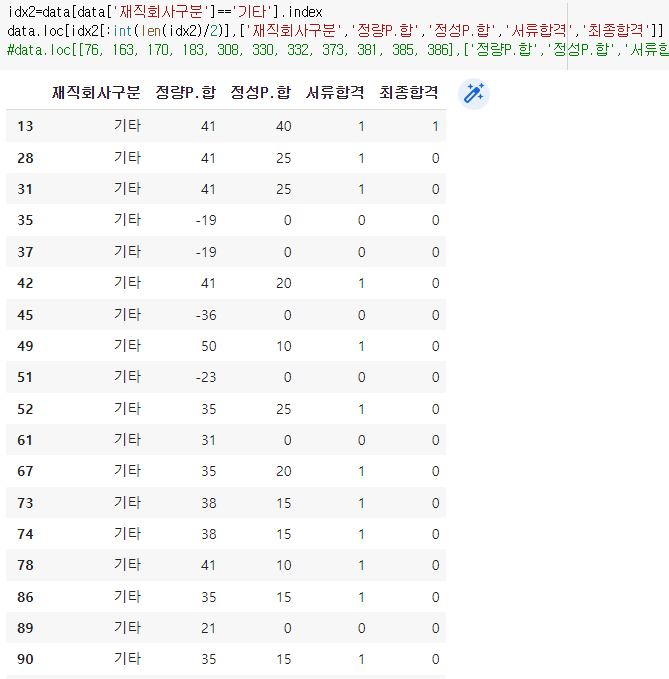 idx2=data[data['재직회사구분']=='기타'].index
data.loc[idx2[:int(len(idx2)/2)],['재직회사구분','정량P.합','정성P.합','서류합격','최종합격']]
#data.loc[[76, 163, 170, 183, 308, 330, 332, 373, 381, 385, 386],['정량P.합','정성P.합','서류합
재직회사구분 정량P.합 정성P.합 서류합격 최종합격
13 기타 41 40 1 1
28 기타 41 25 1 0
31 기타 41 25 1 0
35 기타 -19 0 0 0
37 기타 -19 0 0 0
42 기타 41 20 1 0
45 기타 -36 0 0 0
49 기타 50 10 1 0
51 기타 -23 0 0 0
52 기타 35 25 1 0
61 기타 31 0 0 0
67 기타 35 20 1 0
73 기타 38 15 1 0
74 기타 38 15 1 0
78 기타 41 10 1 0
86 기타 35 15 1 0
89 기타 21 0 0 0
90 기타 35 15 1 0